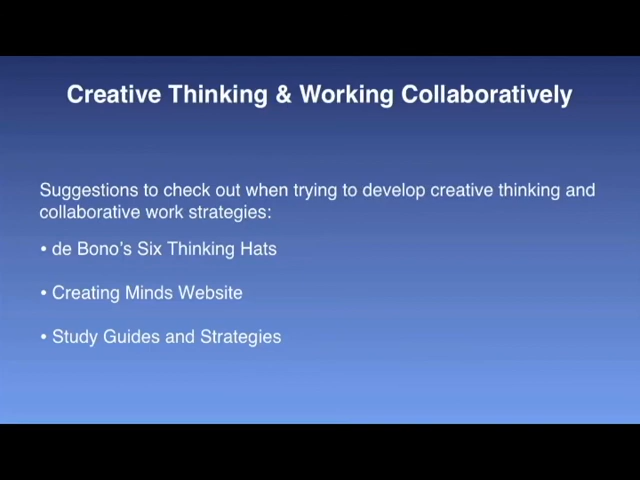 Creative Thinking & Working Collaboratively
Suggestions to check out when trying to develop creative thinking and
collaborative work strategies:
• de Bono’s Six Thinking Hats
• Creating Minds Website
• Study Guides and Strategies